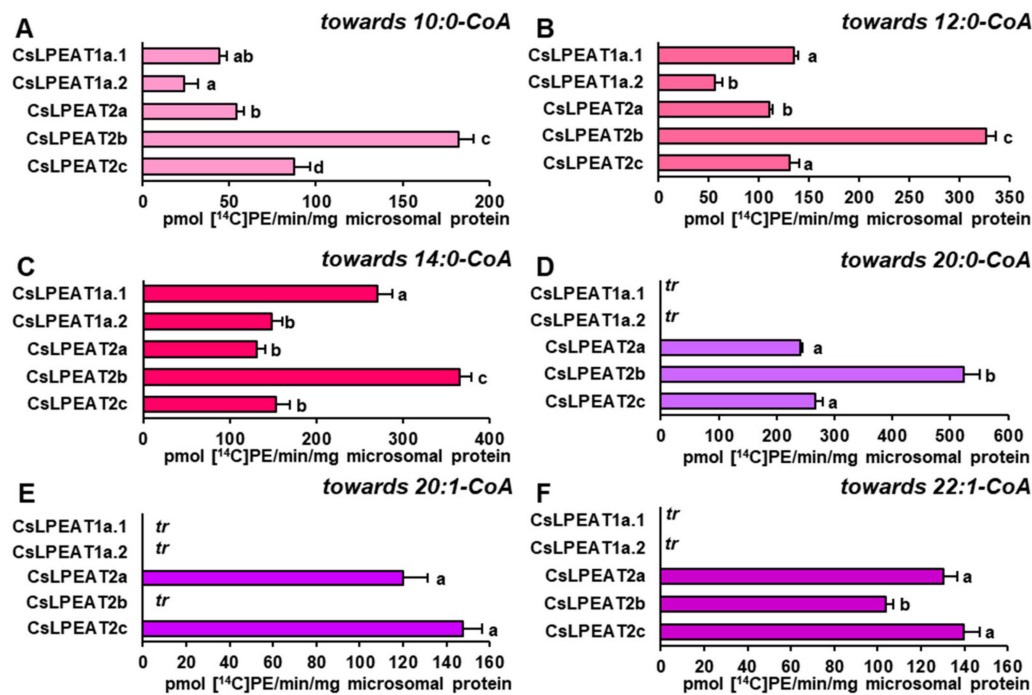 A
towards 10:0-CoA
CsLPEAT1a.1
ab
CsLPEAT1a.2
a
CsLPEAT2a
b
CsLPEAT2b
c
CsLPEAT2c
d
0 50 100 150 200
pmol [¹⁴C]PE/min/mg microsomal protein
B
towards 12:0-CoA
CsLPEAT1a.1
a
CsLPEAT1a.2
b
CsLPEAT2a
b
CsLPEAT2b
c
CsLPEAT2c
a
0 50 100 150 200 250 300 350
pmol [¹⁴C]PE/min/mg microsomal protein
C
towards 14:0-CoA
CsLPEAT1a.1
a
CsLPEAT1a.2
b
CsLPEAT2a
b
CsLPEAT2b
c
CsLPEAT2c
b
0 100 200 300 400
pmol [¹⁴C]PE/min/mg microsomal protein
D
towards 20:0-CoA
CsLPEAT1a.1
tr
CsLPEAT1a.2
tr
CsLPEAT2a
a
CsLPEAT2b
b
CsLPEAT2c
a
0 100 200 300 400 500 600
pmol [¹⁴C]PE/min/mg microsomal protein
E
towards 20:1-CoA
CsLPEAT1a.1
tr
CsLPEAT1a.2
tr
CsLPEAT2a
a
CsLPEAT2b
tr
CsLPEAT2c
a
0 20 40 60 80 100 120 140 160
pmol [¹⁴C]PE/min/mg microsomal protein
F
towards 22:1-CoA
CsLPEAT1a.1
tr
CsLPEAT1a.2
tr
CsLPEAT2a
a
CsLPEAT2b
b
CsLPEAT2c
a
0 20 40 60 80 100 120 140 160
pmol [¹⁴C]PE/min/mg microsomal protein